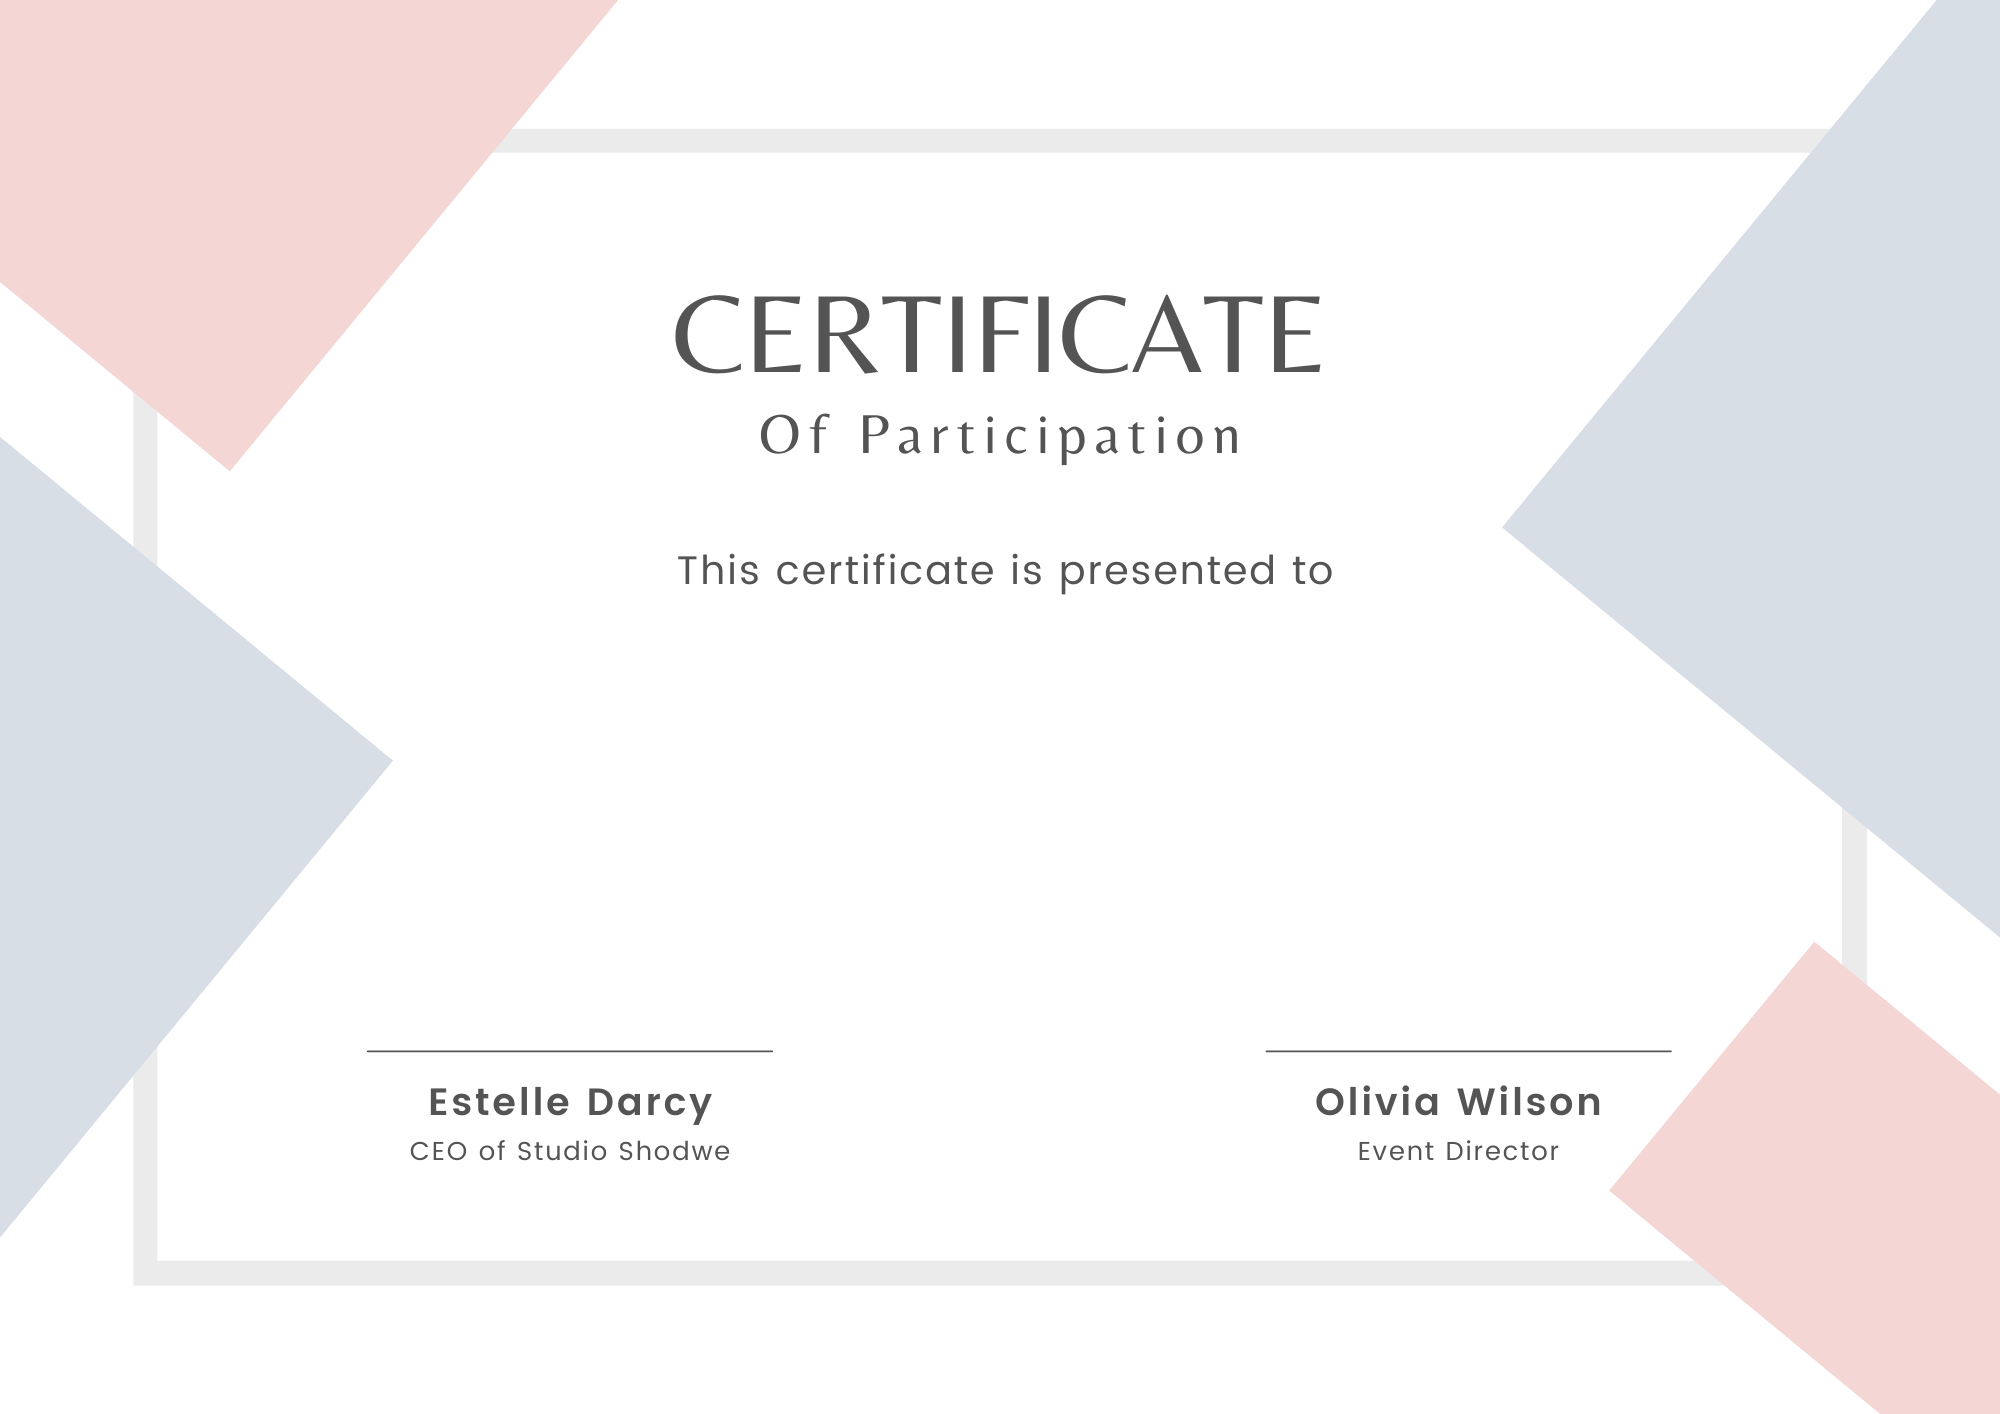 CERTIFICATE
Of Participation
This certificate is presented to
Estelle Darcy
CEO of Studio Shodwe
Olivia Wilson
Event Director